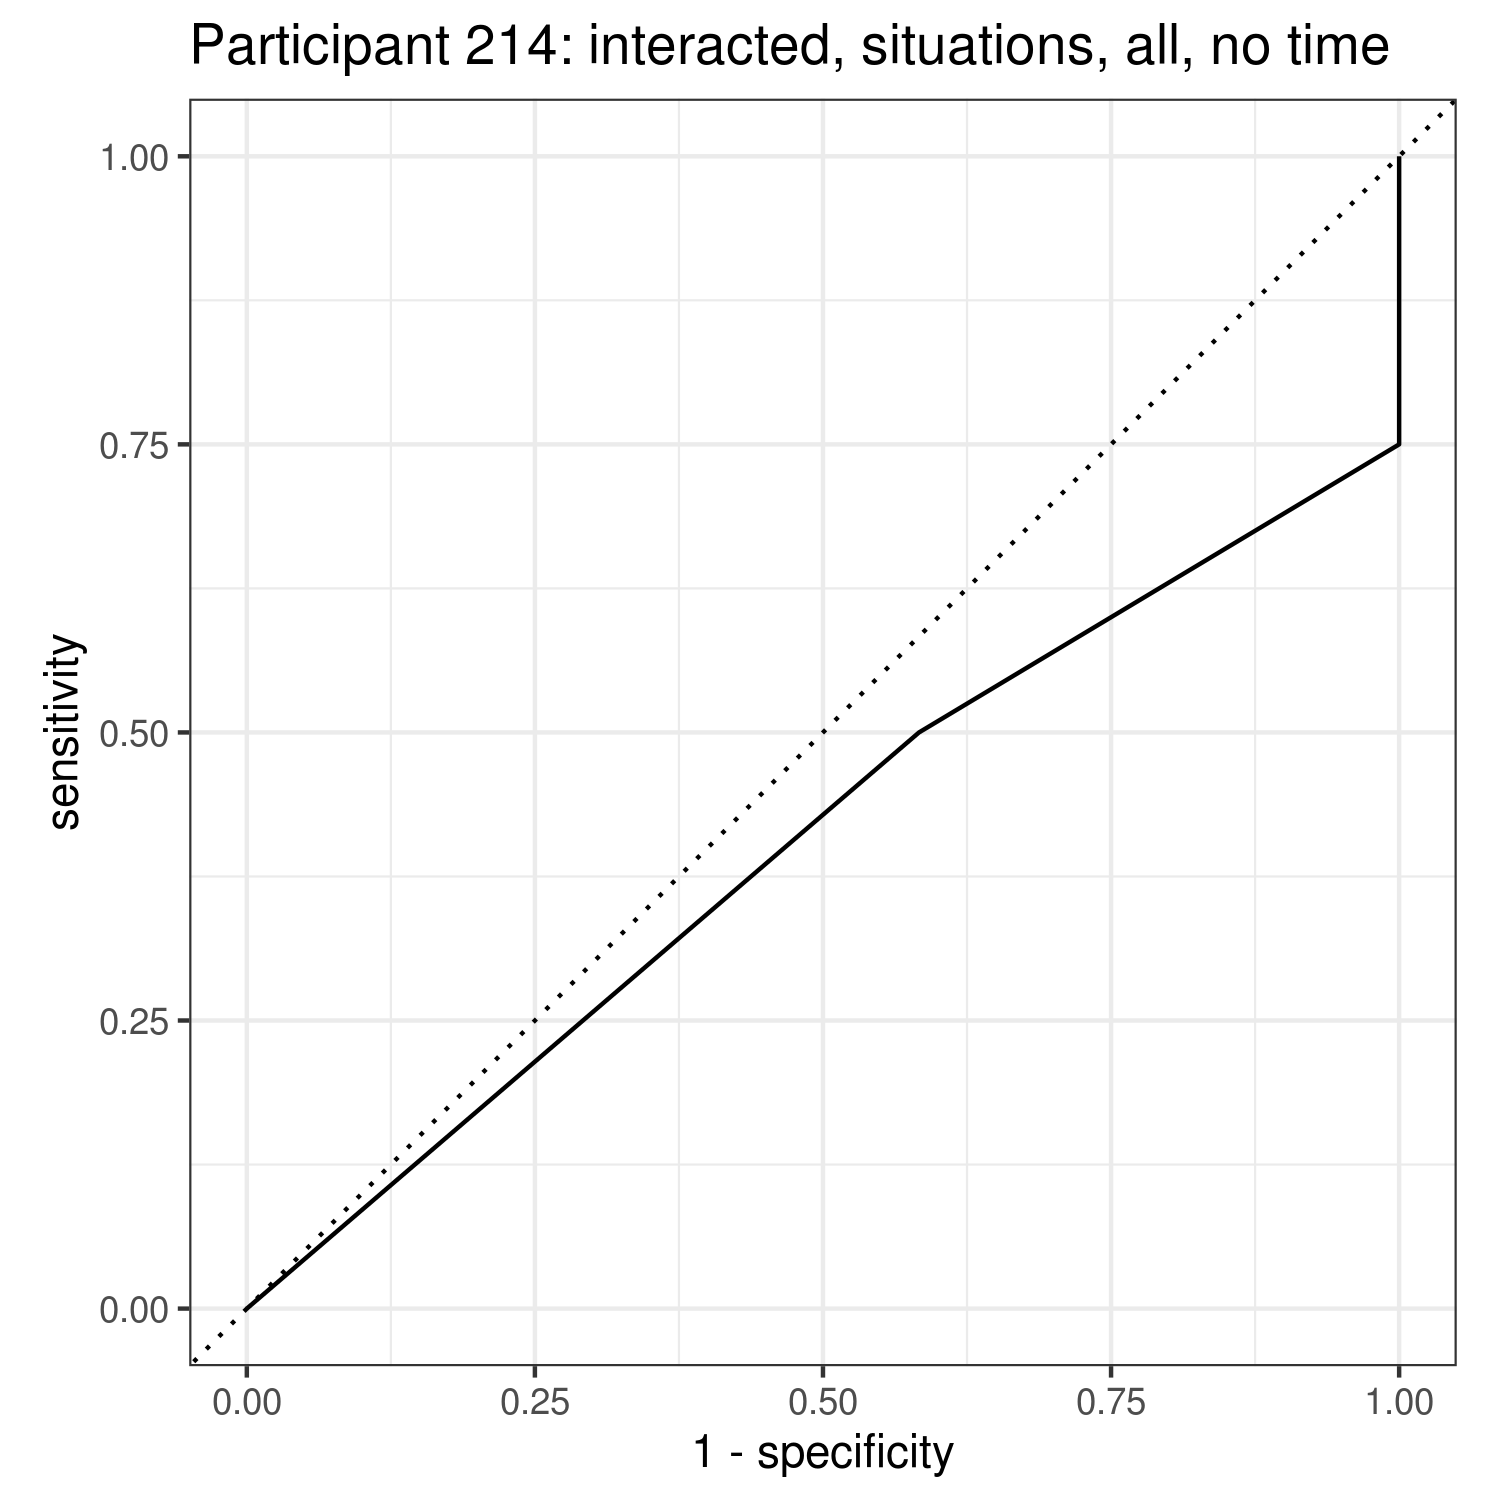 Participant 214: interacted, situations, all, no time
sensitivity
1.00
0.75
0.50
0.25
0.00
0.00 0.25 0.50 0.75 1.00
1 - specificity